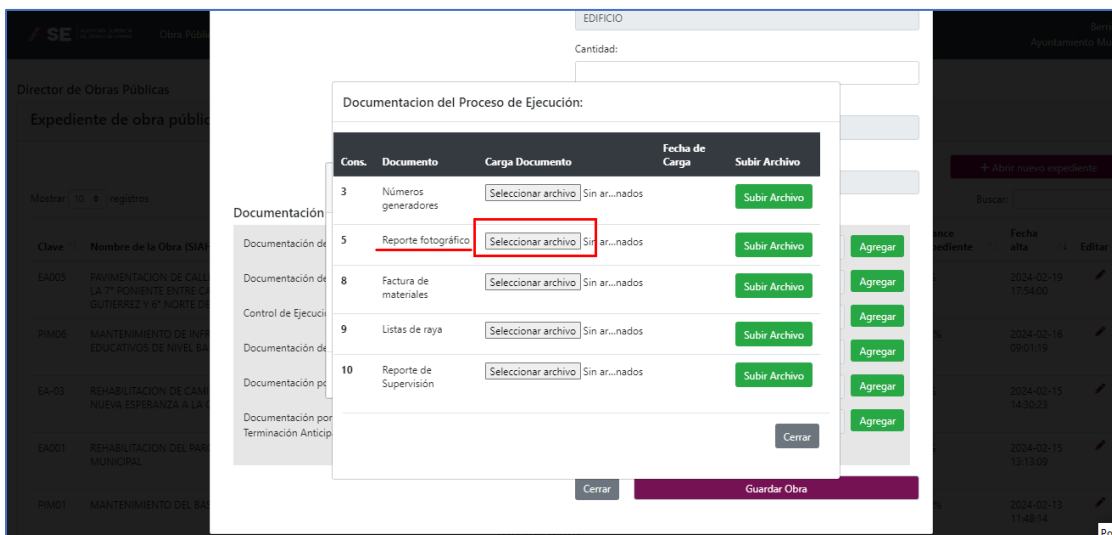 EDIFICIO
SE
Obra Públi
Ayuntamiento Mu
Cantidad:
Director de Obras Públicas
Expediente de obra públic
Documentacion del Proceso de Ejecución:
Cons. Documento Carga Documento Fecha de Carga Subir Archivo
+ Abrir nuevo expediente
3 Números generadores Seleccionar archivo Sin ar...nados Subir Archivo
Mostrar 10 registros
Buscar:
Documentación
5 Reporte fotográfico Seleccionar archivo Sin ar...nados Subir Archivo
Clave Nombre de la Obra (SIAH
Fecha alta Editar
Documentación de Agregar
EA005 PAVIMENTACION DE CALL
LA 7° PONIENTE ENTRE CA
GUTIERREZ Y 6° NORTE DE
2024-02-19
17:54:00
Documentación de Agregar
8 Factura de materiales Seleccionar archivo Sin ar...nados Subir Archivo
Control de Ejecuci Agregar
PIM06 MANTENIMIENTO DE INFR
EDUCATIVOS DE NIVEL BA
2024-02-16
09:01:19
9 Listas de raya Seleccionar archivo Sin ar...nados Subir Archivo
Documentación de Agregar
10 Reporte de Supervisión Seleccionar archivo Sin ar...nados Subir Archivo
Documentación po Agregar
EA-03 REHABILITACION DE CAMI
NUEVA ESPERANZA A LA C
2024-02-15
14:30:23
Documentación por
Terminación Anticip Agregar
Cerrar
EA001 REHABILITACION DEL PAR
MUNICIPAL
2024-02-15
13:13:09
Cerrar Guardar Obra
PIM01 MANTENIMIENTO DEL BAS
2024-02-13
11:48:14
Po